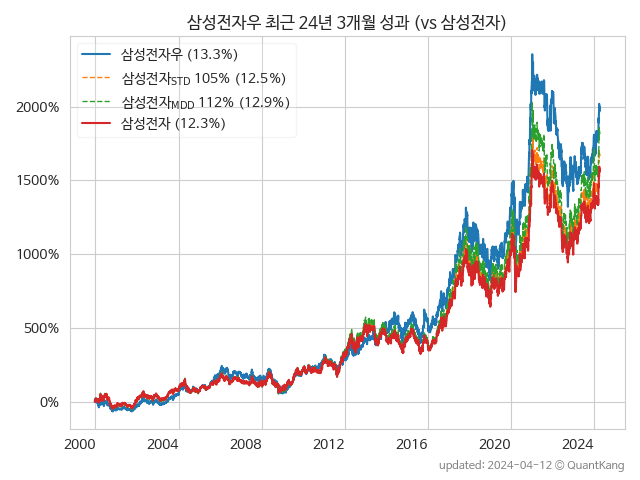 삼성전자우 최근 24년 3개월 성과 (vs 삼성전자)
삼성전자우 (13.3%)
삼성전자STD 105% (12.5%)
삼성전자MDD 112% (12.9%)
삼성전자 (12.3%)
2000%
1500%
1000%
500%
0%
2000 2004 2008 2012 2016 2020 2024
updated: 2024-04-12 © QuantKang